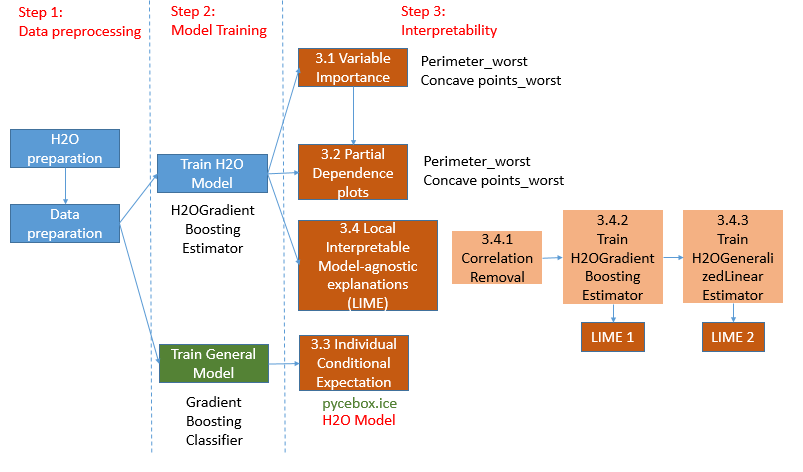 Step 1:
Data preprocessing
Step 2:
Model Training
Step 3:
Interpretability
H2O
preparation
Data
preparation
Train H2O
Model
H2OGradient
Boosting
Estimator
Train General
Model
Gradient
Boosting
Classifier
3.1 Variable
Importance
Perimeter_worst
Concave points_worst
3.2 Partial
Dependence
plots
Perimeter_worst
Concave points_worst
3.4 Local
Interpretable
Model-agnostic
explanations
(LIME)
3.4.1
Correlation
Removal
3.4.2
Train
H2OGradient
Boosting
Estimator
3.4.3
Train
H2OGenerali
zedLinear
Estimator
LIME 1
LIME 2
3.3 Individual
Conditional
Expectation
pycebox.ice
H2O Model